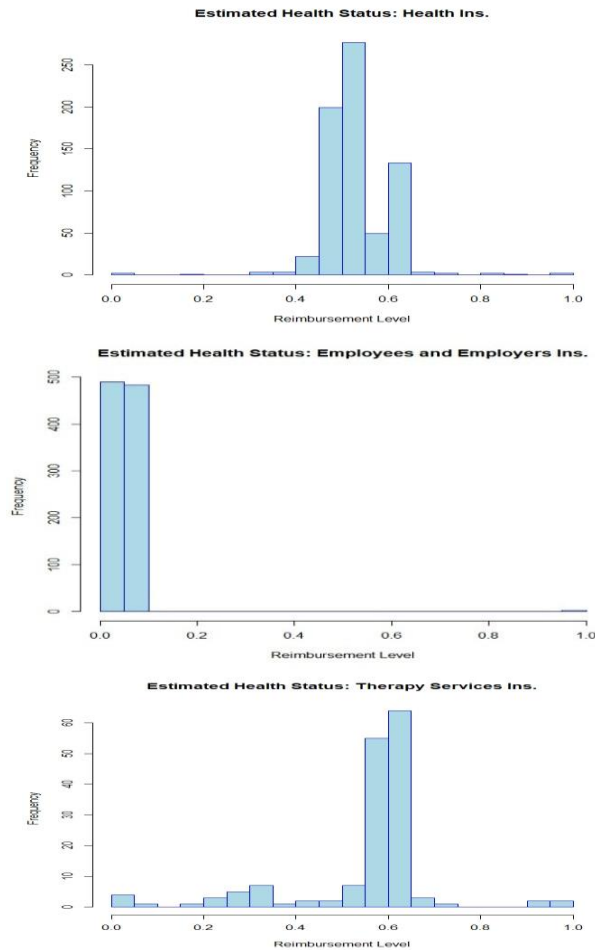 Estimated Health Status: Health Ins.
250
200
150
100
50
0
Frequency
0.0 0.2 0.4 0.6 0.8 1.0
Reimbursement Level
Estimated Health Status: Employees and Employers Ins.
500
400
300
200
100
0
Frequency
0.0 0.2 0.4 0.6 0.8 1.0
Reimbursement Level
Estimated Health Status: Therapy Services Ins.
60
50
40
30
20
10
0
Frequency
0.0 0.2 0.4 0.6 0.8 1.0
Reimbursement Level